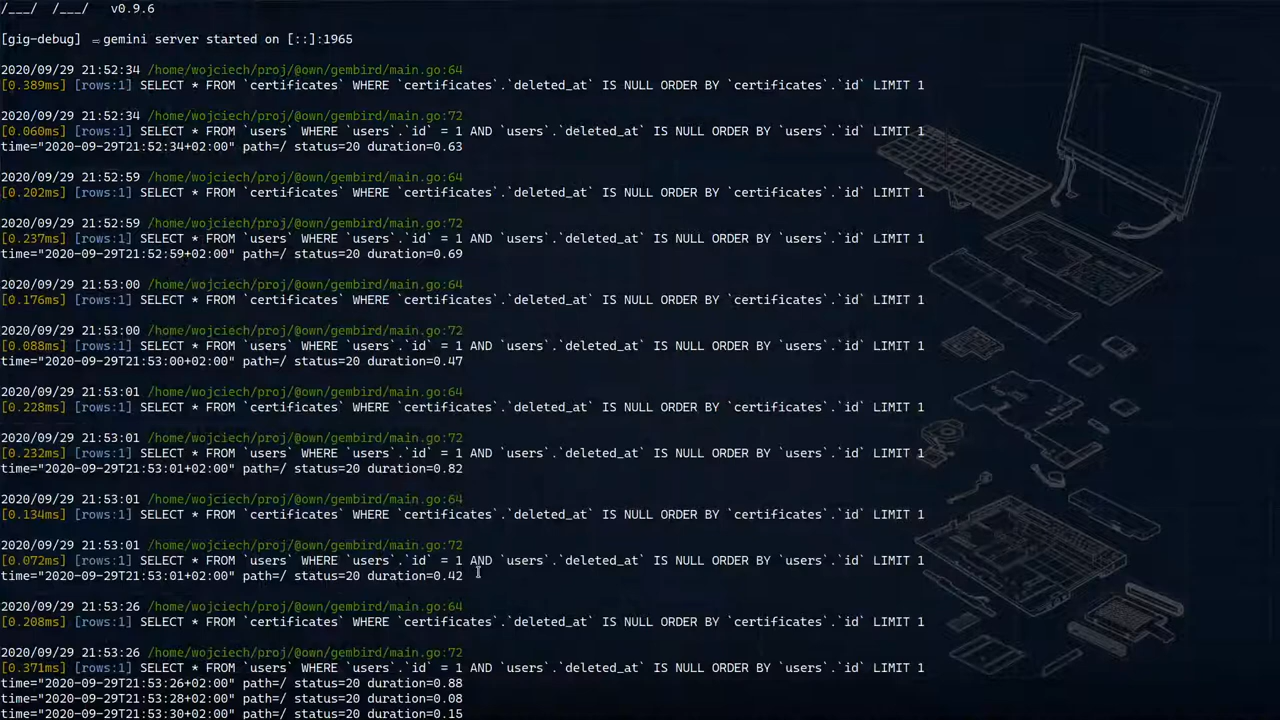 /___/  /___/   v0.9.6
[gig-debug] ⇨ gemini server started on [::]:1965
2020/09/29 21:52:34 /home/wojciech/proj/@own/gembird/main.go:64
[0.389ms] [rows:1] SELECT * FROM `certificates` WHERE `certificates`.`deleted_at` IS NULL ORDER BY `certificates`.`id` LIMIT 1
2020/09/29 21:52:34 /home/wojciech/proj/@own/gembird/main.go:72
[0.060ms] [rows:1] SELECT * FROM `users` WHERE `users`.`id` = 1 AND `users`.`deleted_at` IS NULL ORDER BY `users`.`id` LIMIT 1
time="2020-09-29T21:52:34+02:00" path=/ status=20 duration=0.63
2020/09/29 21:52:59 /home/wojciech/proj/@own/gembird/main.go:64
[0.202ms] [rows:1] SELECT * FROM `certificates` WHERE `certificates`.`deleted_at` IS NULL ORDER BY `certificates`.`id` LIMIT 1
2020/09/29 21:52:59 /home/wojciech/proj/@own/gembird/main.go:72
[0.237ms] [rows:1] SELECT * FROM `users` WHERE `users`.`id` = 1 AND `users`.`deleted_at` IS NULL ORDER BY `users`.`id` LIMIT 1
time="2020-09-29T21:52:59+02:00" path=/ status=20 duration=0.69
2020/09/29 21:53:00 /home/wojciech/proj/@own/gembird/main.go:64
[0.176ms] [rows:1] SELECT * FROM `certificates` WHERE `certificates`.`deleted_at` IS NULL ORDER BY `certificates`.`id` LIMIT 1
2020/09/29 21:53:00 /home/wojciech/proj/@own/gembird/main.go:72
[0.088ms] [rows:1] SELECT * FROM `users` WHERE `users`.`id` = 1 AND `users`.`deleted_at` IS NULL ORDER BY `users`.`id` LIMIT 1
time="2020-09-29T21:53:00+02:00" path=/ status=20 duration=0.47
2020/09/29 21:53:01 /home/wojciech/proj/@own/gembird/main.go:64
[0.228ms] [rows:1] SELECT * FROM `certificates` WHERE `certificates`.`deleted_at` IS NULL ORDER BY `certificates`.`id` LIMIT 1
2020/09/29 21:53:01 /home/wojciech/proj/@own/gembird/main.go:72
[0.232ms] [rows:1] SELECT * FROM `users` WHERE `users`.`id` = 1 AND `users`.`deleted_at` IS NULL ORDER BY `users`.`id` LIMIT 1
time="2020-09-29T21:53:01+02:00" path=/ status=20 duration=0.82
2020/09/29 21:53:01 /home/wojciech/proj/@own/gembird/main.go:64
[0.134ms] [rows:1] SELECT * FROM `certificates` WHERE `certificates`.`deleted_at` IS NULL ORDER BY `certificates`.`id` LIMIT 1
2020/09/29 21:53:01 /home/wojciech/proj/@own/gembird/main.go:72
[0.072ms] [rows:1] SELECT * FROM `users` WHERE `users`.`id` = 1 AND `users`.`deleted_at` IS NULL ORDER BY `users`.`id` LIMIT 1
time="2020-09-29T21:53:01+02:00" path=/ status=20 duration=0.42
2020/09/29 21:53:26 /home/wojciech/proj/@own/gembird/main.go:64
[0.208ms] [rows:1] SELECT * FROM `certificates` WHERE `certificates`.`deleted_at` IS NULL ORDER BY `certificates`.`id` LIMIT 1
2020/09/29 21:53:26 /home/wojciech/proj/@own/gembird/main.go:72
[0.371ms] [rows:1] SELECT * FROM `users` WHERE `users`.`id` = 1 AND `users`.`deleted_at` IS NULL ORDER BY `users`.`id` LIMIT 1
time="2020-09-29T21:53:26+02:00" path=/ status=20 duration=0.88
time="2020-09-29T21:53:28+02:00" path=/ status=20 duration=0.08
time="2020-09-29T21:53:30+02:00" path=/ status=20 duration=0.15